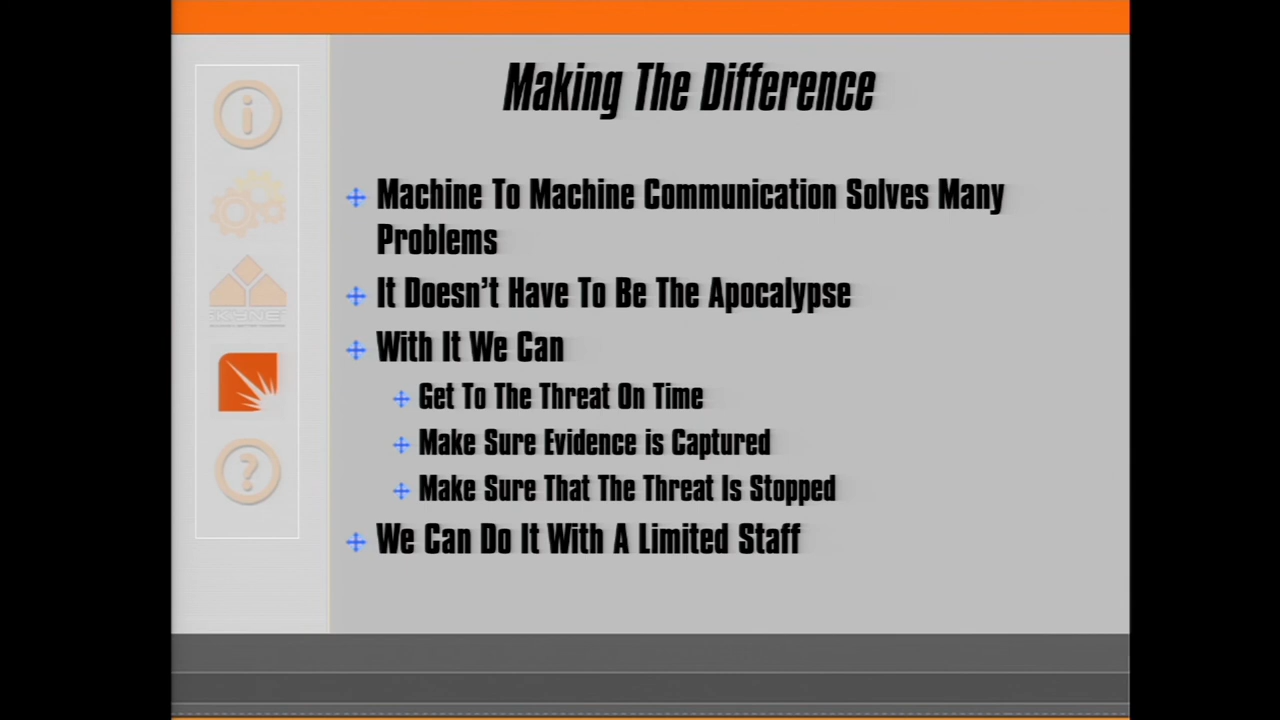 Making The Difference
Machine To Machine Communication Solves Many
Problems
It Doesn't Have To Be The Apocalypse
With It We Can
Get To The Threat On Time
Make Sure Evidence is Captured
Make Sure That The Threat Is Stopped
We Can Do It With A Limited Staff